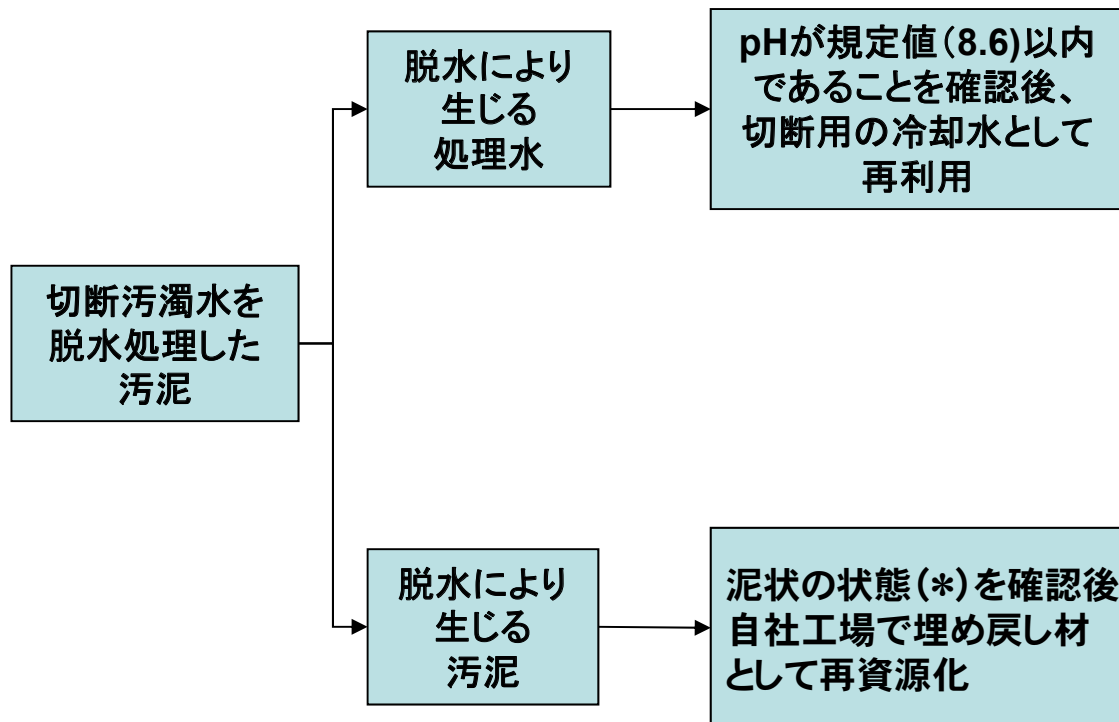 脱水により
生じる
処理水
pHが規定値（8.6）以内
であることを確認後、
切断用の冷却水として
再利用
切断汚濁水を
脱水処理した
汚泥
脱水により
生じる
汚泥
泥状の状態（＊）を確認後
自社工場で埋め戻し材
として再資源化